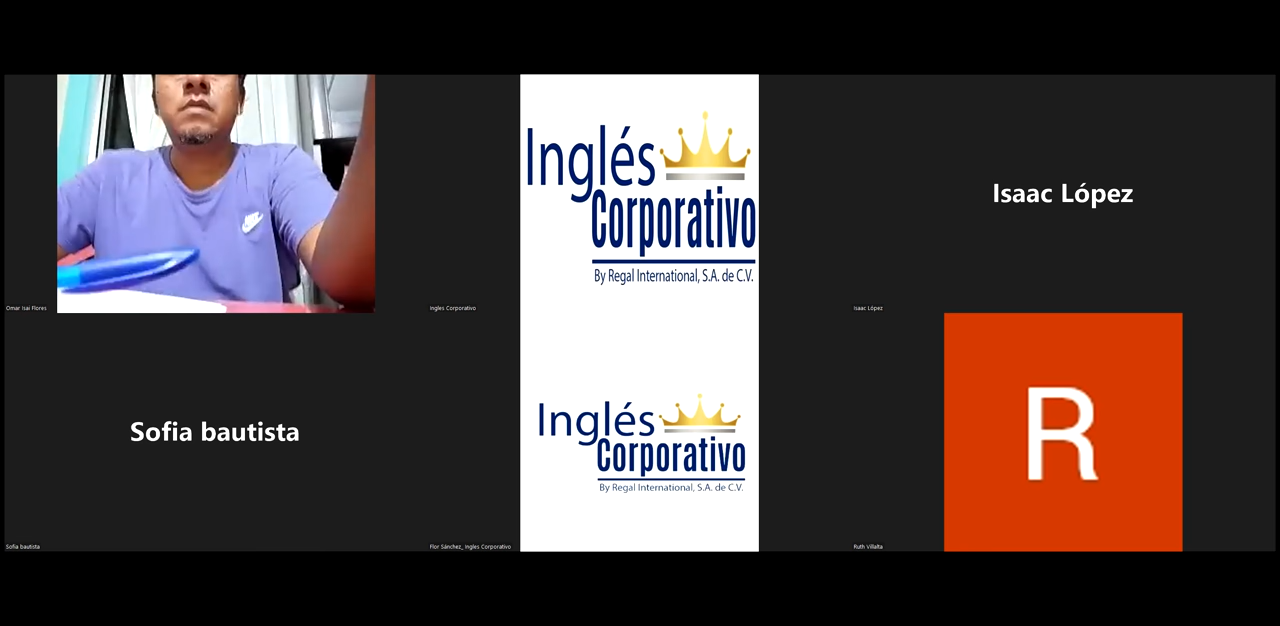 Inglés
Corporativo
By Regal International, S.A. de C.V.
Isaac López
Omar Isai Flores
Ingles Corporativo
Isaac López
Sofia bautista
Inglés
Corporativo
By Regal International, S.A. de C.V.
R
Sofia bautista
Flor Sánchez_ Ingles Corporativo
Ruth Villalta